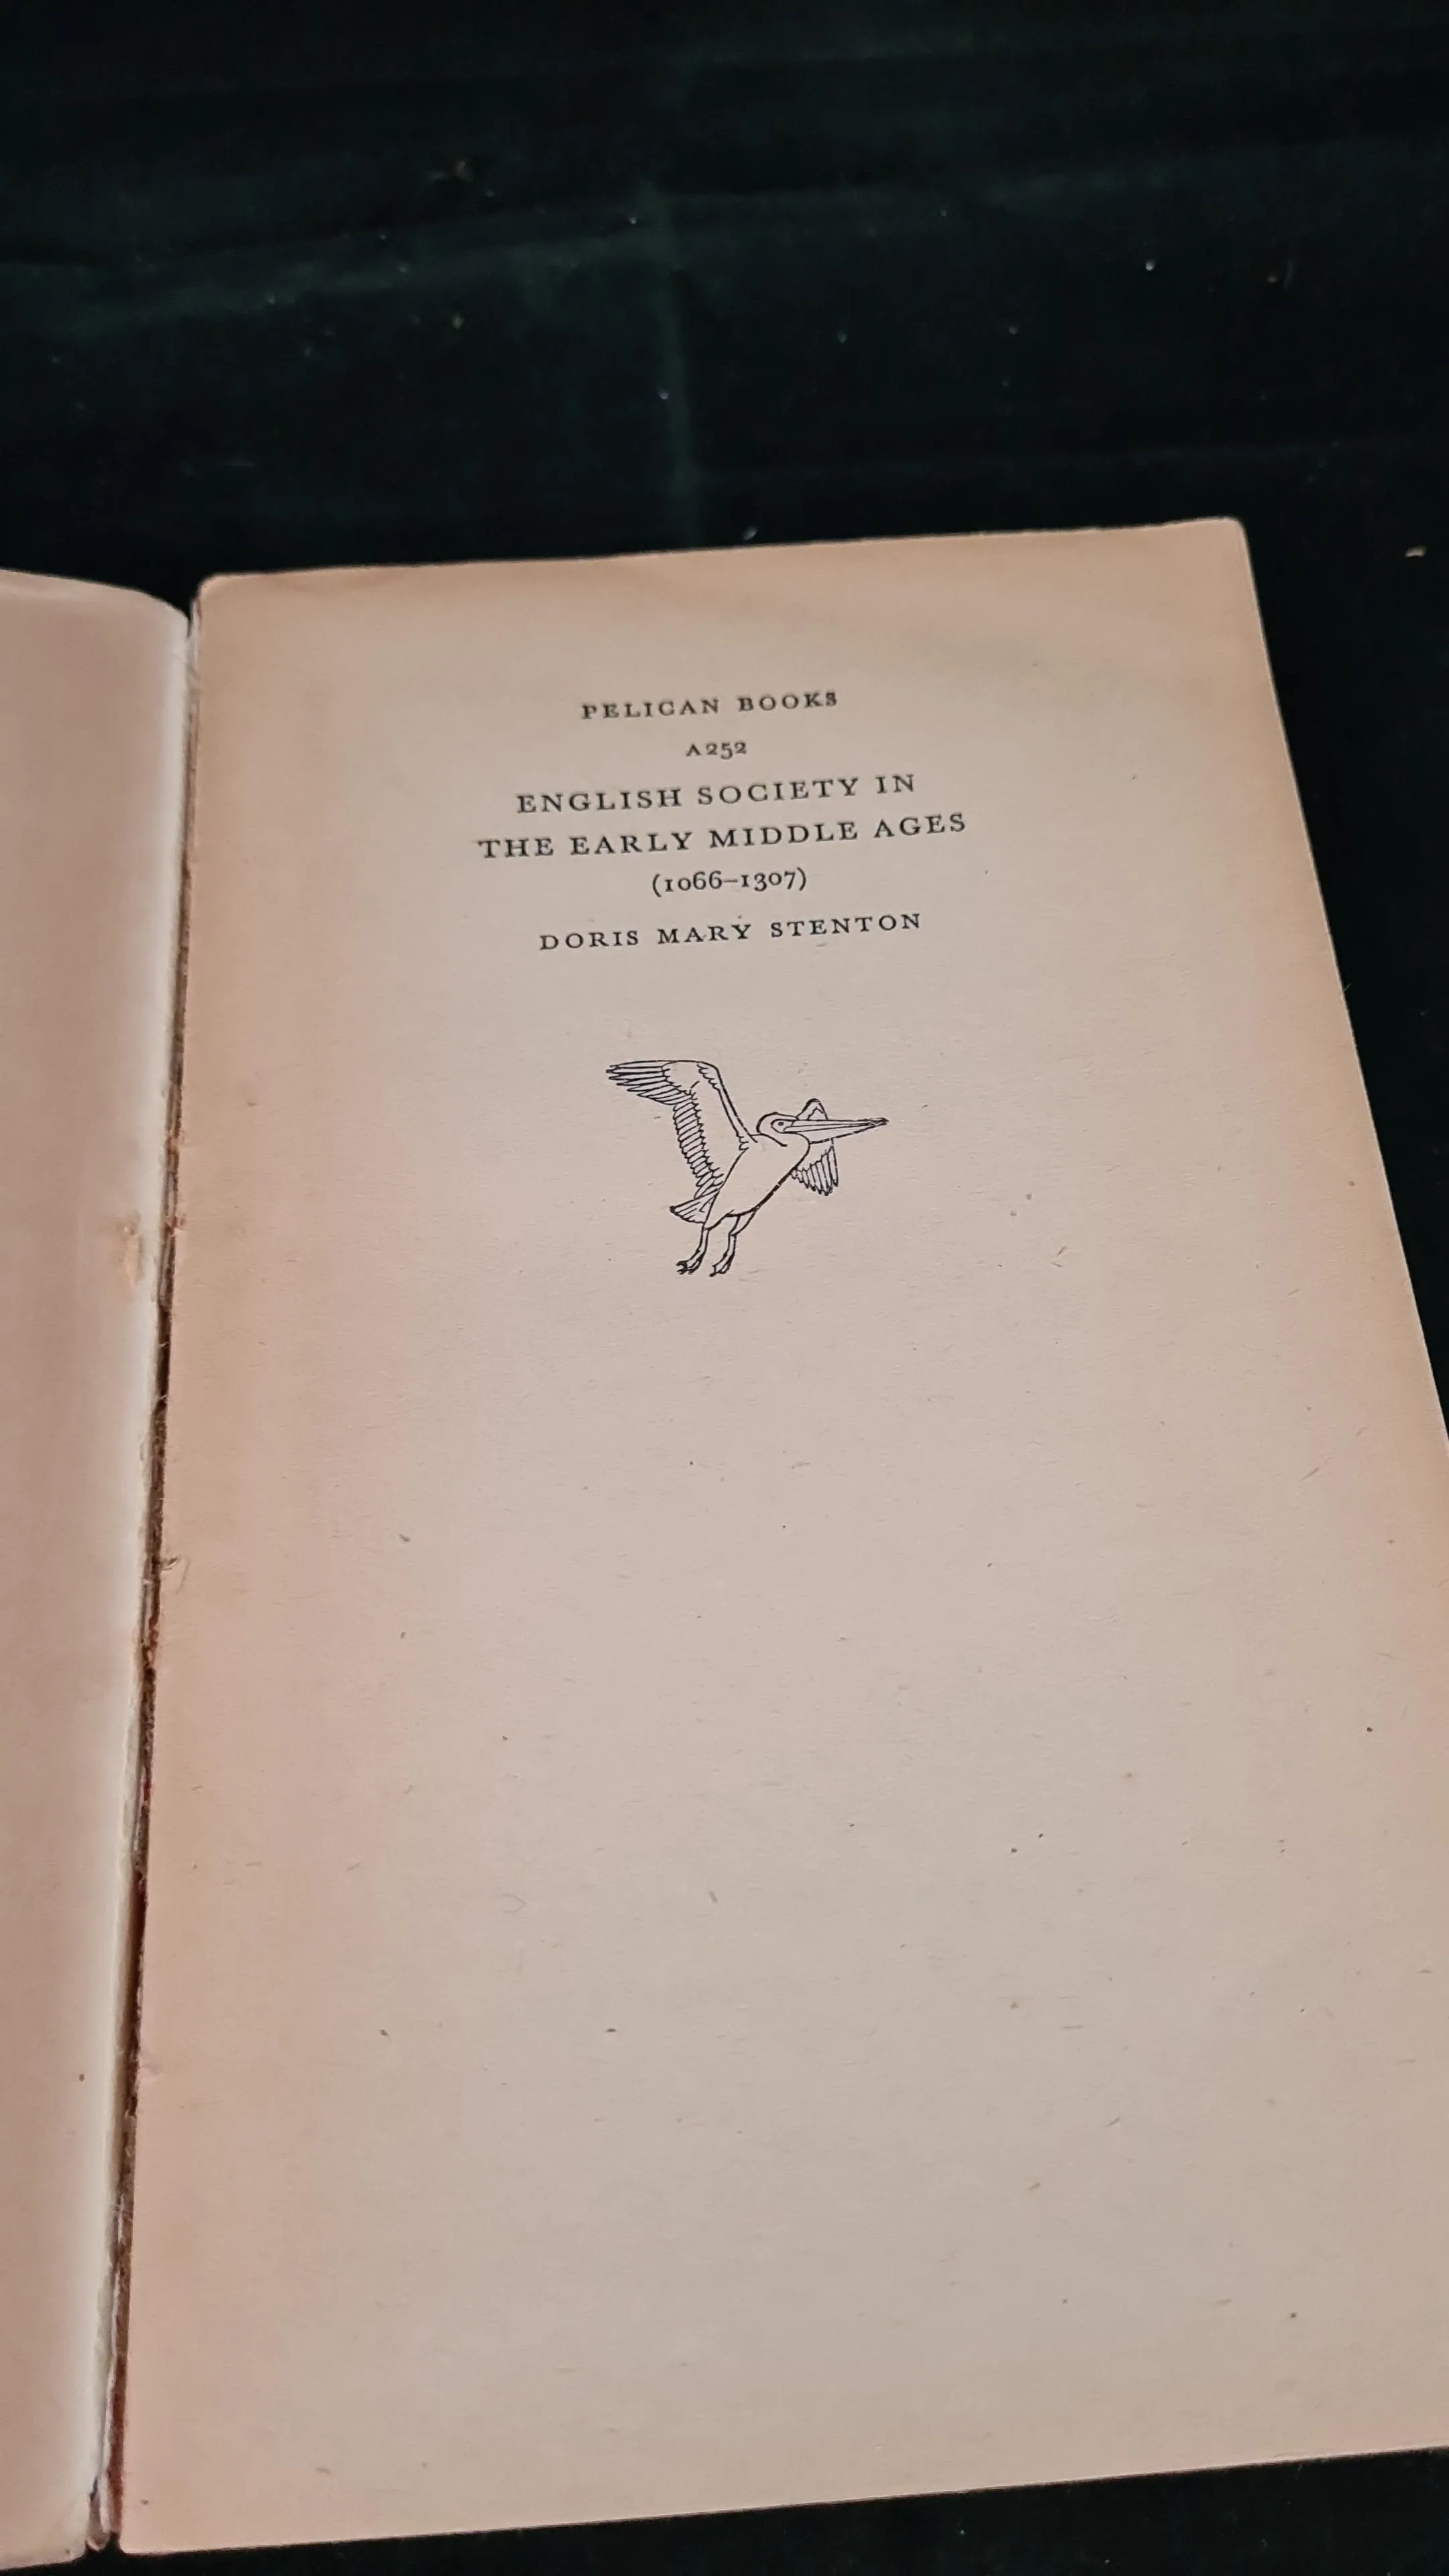 PELICAN BOOKS
A252
ENGLISH SOCIETY IN
THE EARLY MIDDLE AGES
(1066–1307)
DORIS MARY STENTON